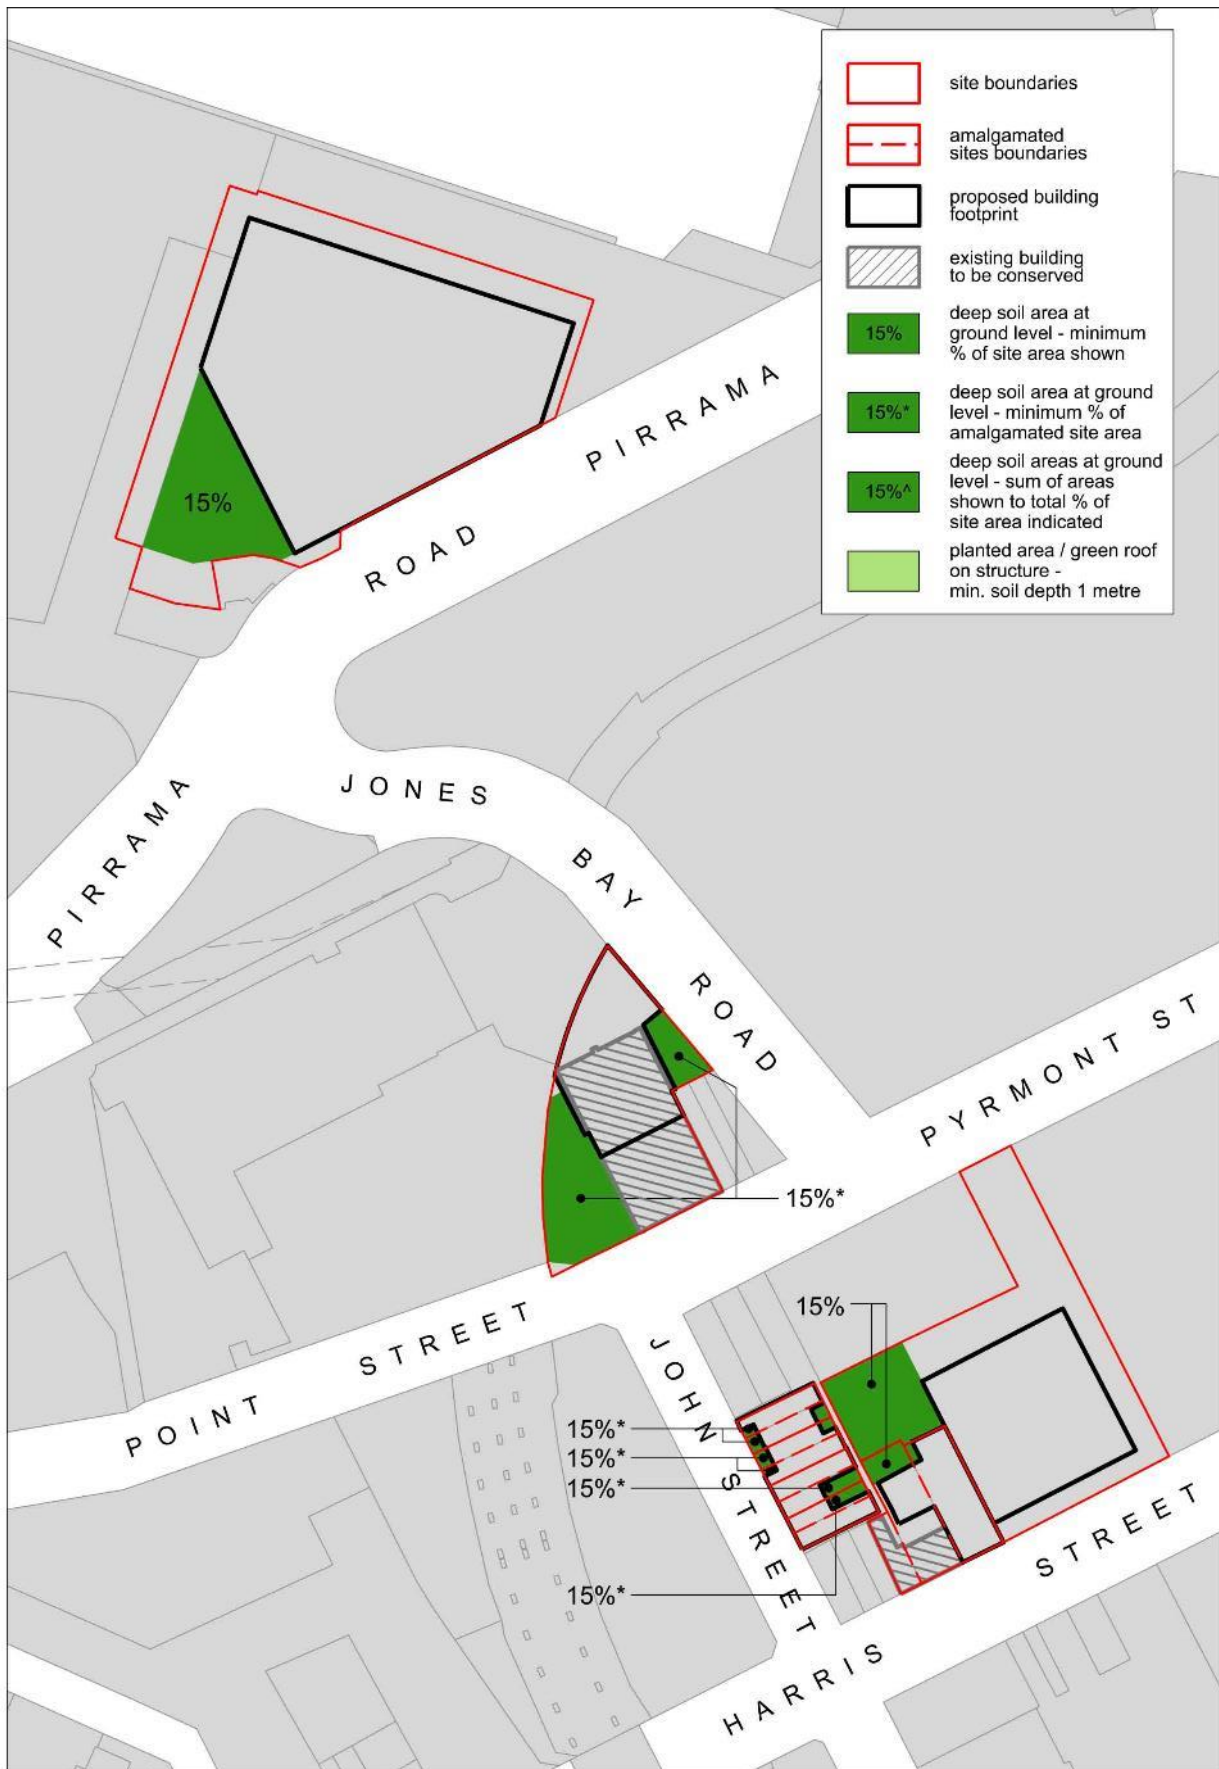 site boundaries
amalgamated
sites boundaries
proposed building
footprint
existing building
to be conserved
15%
deep soil area at
ground level - minimum
% of site area shown
15%*
deep soil area at ground
level - minimum % of
amalgamated site area
15%^
deep soil areas at ground
level - sum of areas
shown to total % of
site area indicated
planted area / green roof
on structure -
min. soil depth 1 metre
15%
PIRRAMA
ROAD
PIRRAMA
JONES
BAY
ROAD
PYRMONT ST
15%*
15%
POINT STREET
JOHN STREET
15%*
15%*
15%*
15%*
HARRIS STREET